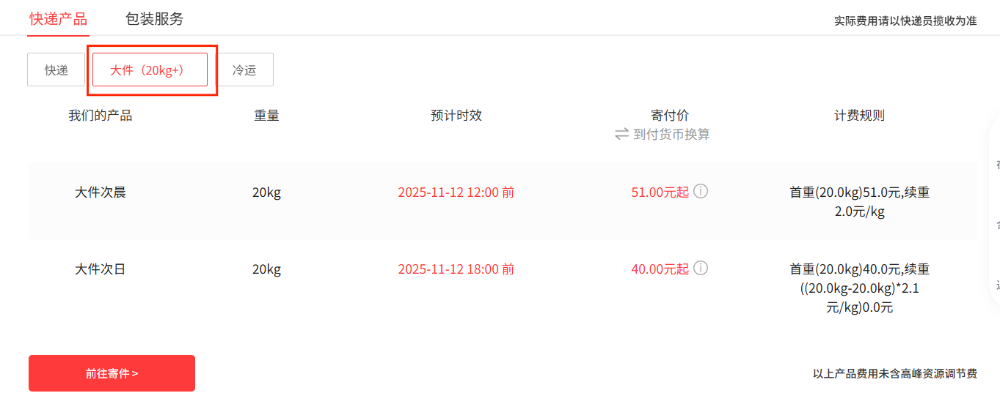 快递产品
包装服务
实际费用请以快递员揽收为准
快递
大件（20kg+）
冷运
我们的产品
重量
预计时效
寄付价
计费规则
到付货币换算
大件次晨
20kg
2025-11-12 12:00 前
51.00元起
首重(20.0kg)51.0元,续重
2.0元/kg
大件次日
20kg
2025-11-12 18:00 前
40.00元起
首重(20.0kg)40.0元,续重
((20.0kg-20.0kg)*2.1
元/kg)0.0元
前往寄件 >
以上产品费用未含高峰资源调节费